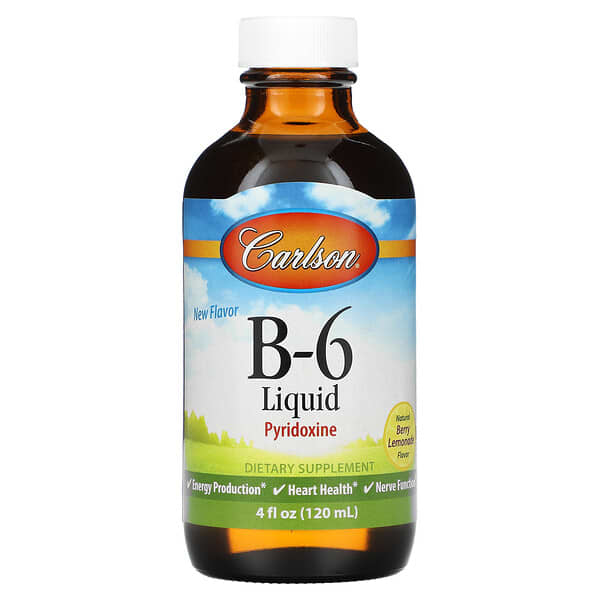 Carlson®
New Flavor
B-6
Liquid
Pyridoxine
Natural
Berry
Lemonade
Flavor
DIETARY SUPPLEMENT
✓ Energy Production* ✓ Heart Health* ✓ Nerve Function
4 fl oz (120 mL)